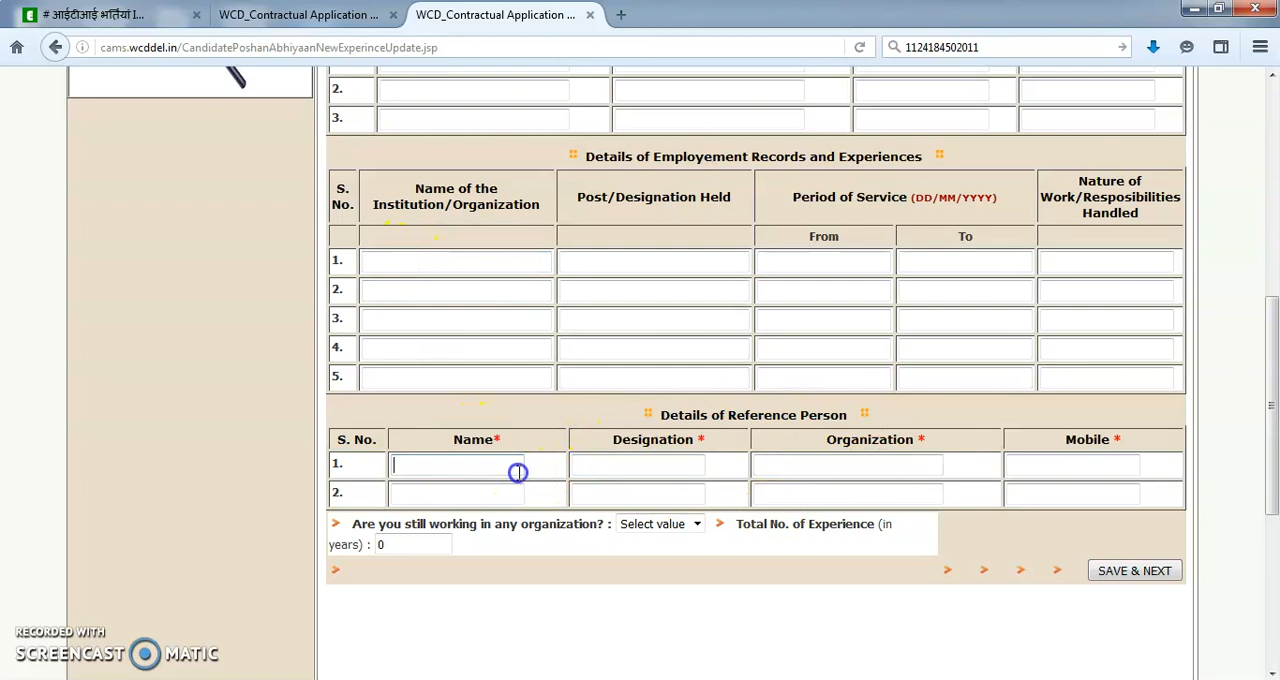 # आईटीआई भर्तियां I...
WCD_Contractual Application ...
WCD_Contractual Application ...
cams.wcddel.in/CandidatePoshanAbhiyaanNewExperinceUpdate.jsp
1124184502011
2.
3.
Details of Employement Records and Experiences
S. No.
Name of the Institution/Organization
Post/Designation Held
Period of Service (DD/MM/YYYY)
Nature of Work/Resposibilities Handled
From To
1.
2.
3.
4.
5.
Details of Reference Person
S. No. Name* Designation * Organization * Mobile *
1.
2.
Are you still working in any organization? : Select value Total No. of Experience (in
years) : 0
SAVE & NEXT
RECORDED WITH
SCREENCAST MATIC